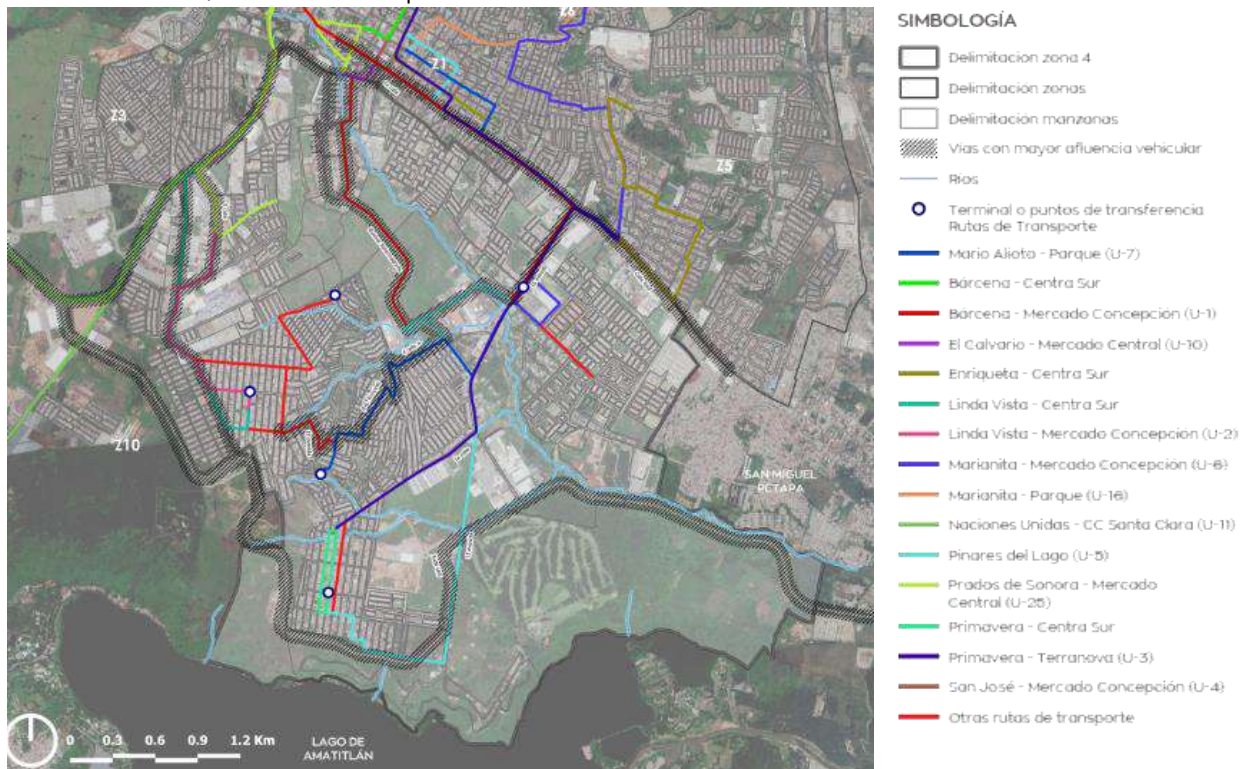 SIMBOLOGÍA
Delimitacion zona 4
Delimitación zonas
Delimitación manzanas
Vias con mayor afluencia vehicular
Rios
Terminal o puntos de transferencia
Rutas de Transporte
Mario Alioto - Parque (U-7)
Bárcena - Centra Sur
Bárcena - Mercado Concepción (U-1)
El Calvario - Mercado Central (U-10)
Enriqueta - Centra Sur
Linda Vista - Centra Sur
Linda Vista - Mercado Concepcion (U-2)
Marianita - Mercado Concepción (U-6)
Marianita - Parque (U-16)
Naciones Unidas - CC Santa Clara (U-11)
Pinares del Lago (U-5)
Prados de Sonora - Mercado
Central (U-25)
Primavera - Centra Sur
Primavera - Terranova (U-3)
San José - Mercado Concepción (U-4)
Otras rutas de transporte
Z6
Z1
Z3
Z5
Z10
SAN MIGUEL
PETAPA
0 0.3 0.6 0.9 1.2 Km
LAGO DE
AMATITLÁN